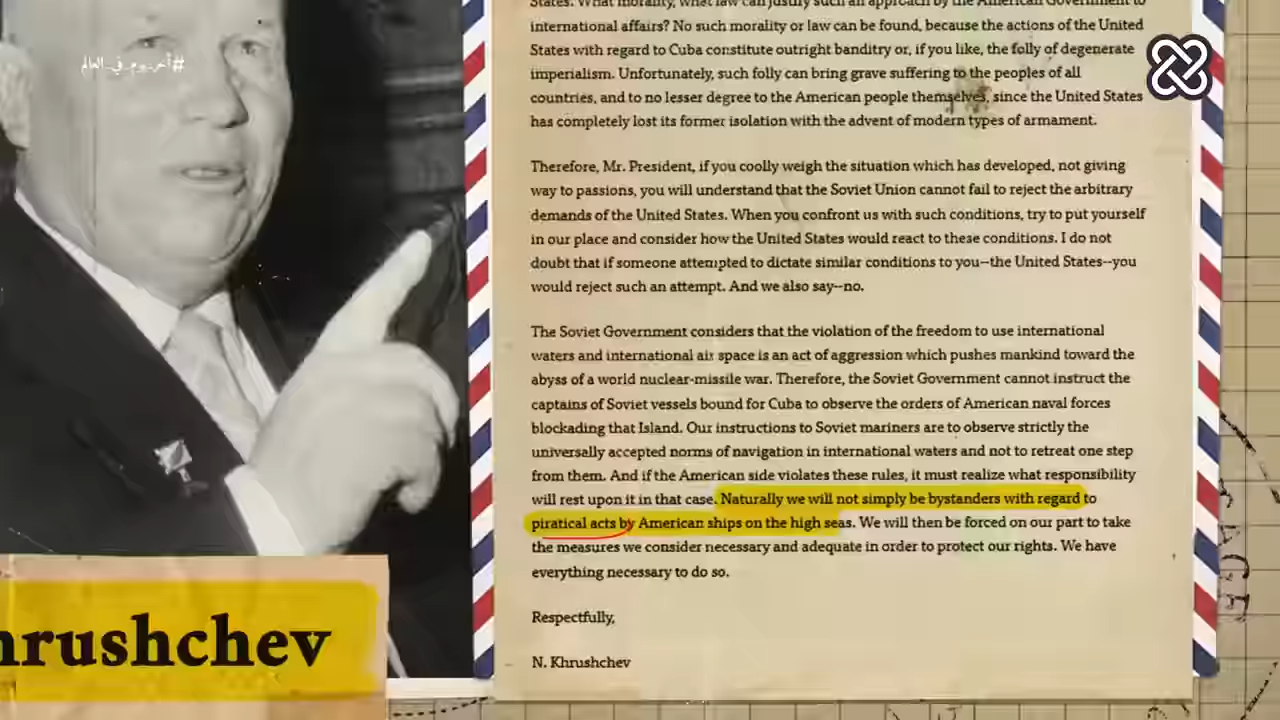 #آخر_يوم_في_العالم
States. What morality, what law can justify such an approach by the American Government to
international affairs? No such morality or law can be found, because the actions of the United
States with regard to Cuba constitute outright banditry or, if you like, the folly of degenerate
imperialism. Unfortunately, such folly can bring grave suffering to the peoples of all
countries, and to no lesser degree to the American people themselves, since the United States
has completely lost its former isolation with the advent of modern types of armament.
Therefore, Mr. President, if you coolly weigh the situation which has developed, not giving
way to passions, you will understand that the Soviet Union cannot fail to reject the arbitrary
demands of the United States. When you confront us with such conditions, try to put yourself
in our place and consider how the United States would react to these conditions. I do not
doubt that if someone attempted to dictate similar conditions to you--the United States--you
would reject such an attempt. And we also say--no.
The Soviet Government considers that the violation of the freedom to use international
waters and international air space is an act of aggression which pushes mankind toward the
abyss of a world nuclear-missile war. Therefore, the Soviet Government cannot instruct the
captains of Soviet vessels bound for Cuba to observe the orders of American naval forces
blockading that Island. Our instructions to Soviet mariners are to observe strictly the
universally accepted norms of navigation in international waters and not to retreat one step
from them. And if the American side violates these rules, it must realize what responsibility
will rest upon it in that case. Naturally we will not simply be bystanders with regard to
piratical acts by American ships on the high seas. We will then be forced on our part to take
the measures we consider necessary and adequate in order to protect our rights. We have
everything necessary to do so.
Respectfully,
N. Khrushchev
hrushchev